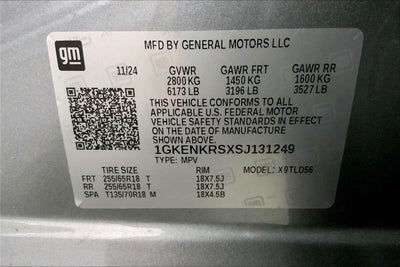 gm
MFD BY GENERAL MOTORS LLC
11/24 GVWR GAWR FRT GAWR RR
2800 KG 1450 KG 1600 KG
6173 LB 3196 LB 3527 LB
THIS VEHICLE CONFORMS TO ALL
APPLICABLE U.S. FEDERAL MOTOR
VEHICLE SAFETY STANDARDS IN
EFFECT ON THE DATE OF MANUFACTURE
SHOWN ABOVE.
1GKENKRSXSJ131249
TYPE: MPV MODEL: X9TLD56
TIRE SIZE RIM
FRT 255/65R18 T 18X7.5J
RR 255/65R18 T 18X7.5J
SPA T135/70R18 M 18X4.5B